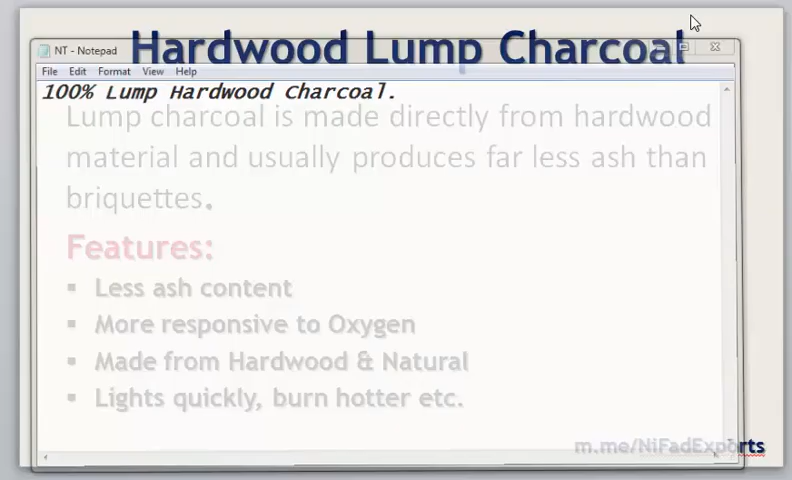 Hardwood Lump Charcoal
NT - Notepad
File Edit Format View Help
100% Lump Hardwood Charcoal.
Lump charcoal is made directly from hardwood
material and usually produces far less ash than
briquettes.
Features:
▪ Less ash content
▪ More responsive to Oxygen
▪ Made from Hardwood & Natural
▪ Lights quickly, burn hotter etc.
m.me/NiFadExports